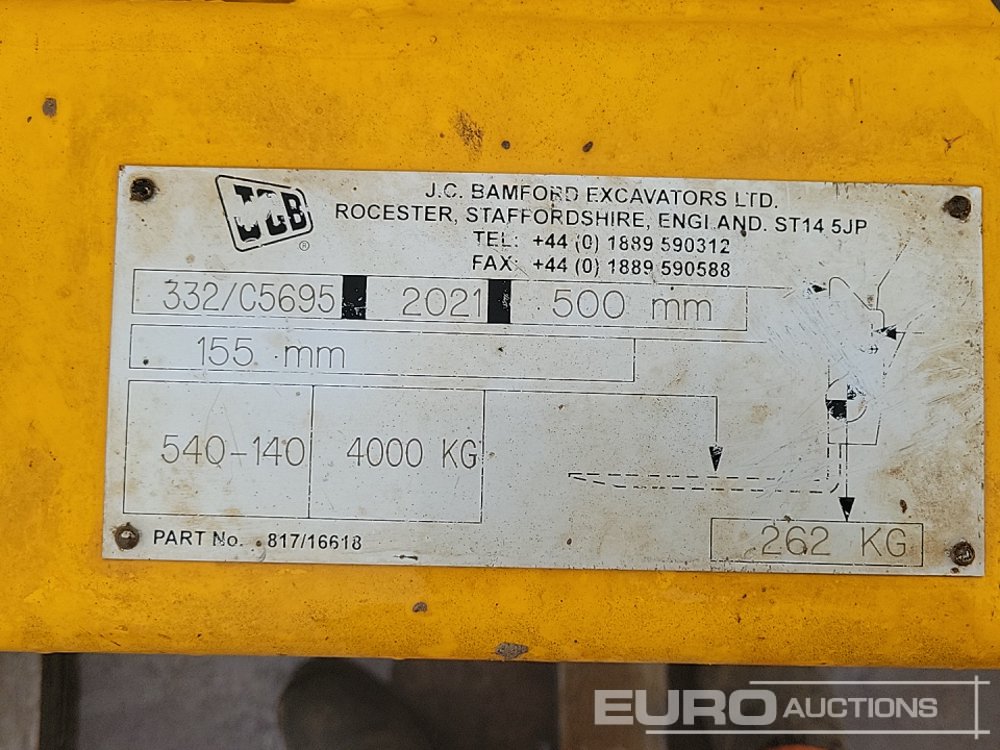 JCB ®
J.C. BAMFORD EXCAVATORS LTD.
ROCESTER, STAFFORDSHIRE, ENGLAND. ST14 5JP
TEL: +44 (0) 1889 590312
FAX: +44 (0) 1889 590588
332/C5695 2021 500 mm
155 mm
540-140 4000 KG
262 KG
PART No. 817/16618
EURO AUCTIONS